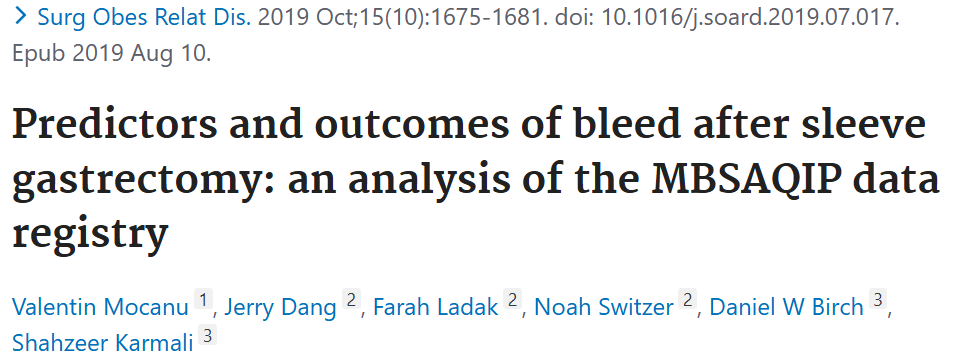 > Surg Obes Relat Dis. 2019 Oct;15(10):1675-1681. doi: 10.1016/j.soard.2019.07.017.
Epub 2019 Aug 10.
Predictors and outcomes of bleed after sleeve
gastrectomy: an analysis of the MBSAQIP data
registry
Valentin Mocanu 1, Jerry Dang 2, Farah Ladak 2, Noah Switzer 2, Daniel W Birch 3,
Shahzeer Karmali 3